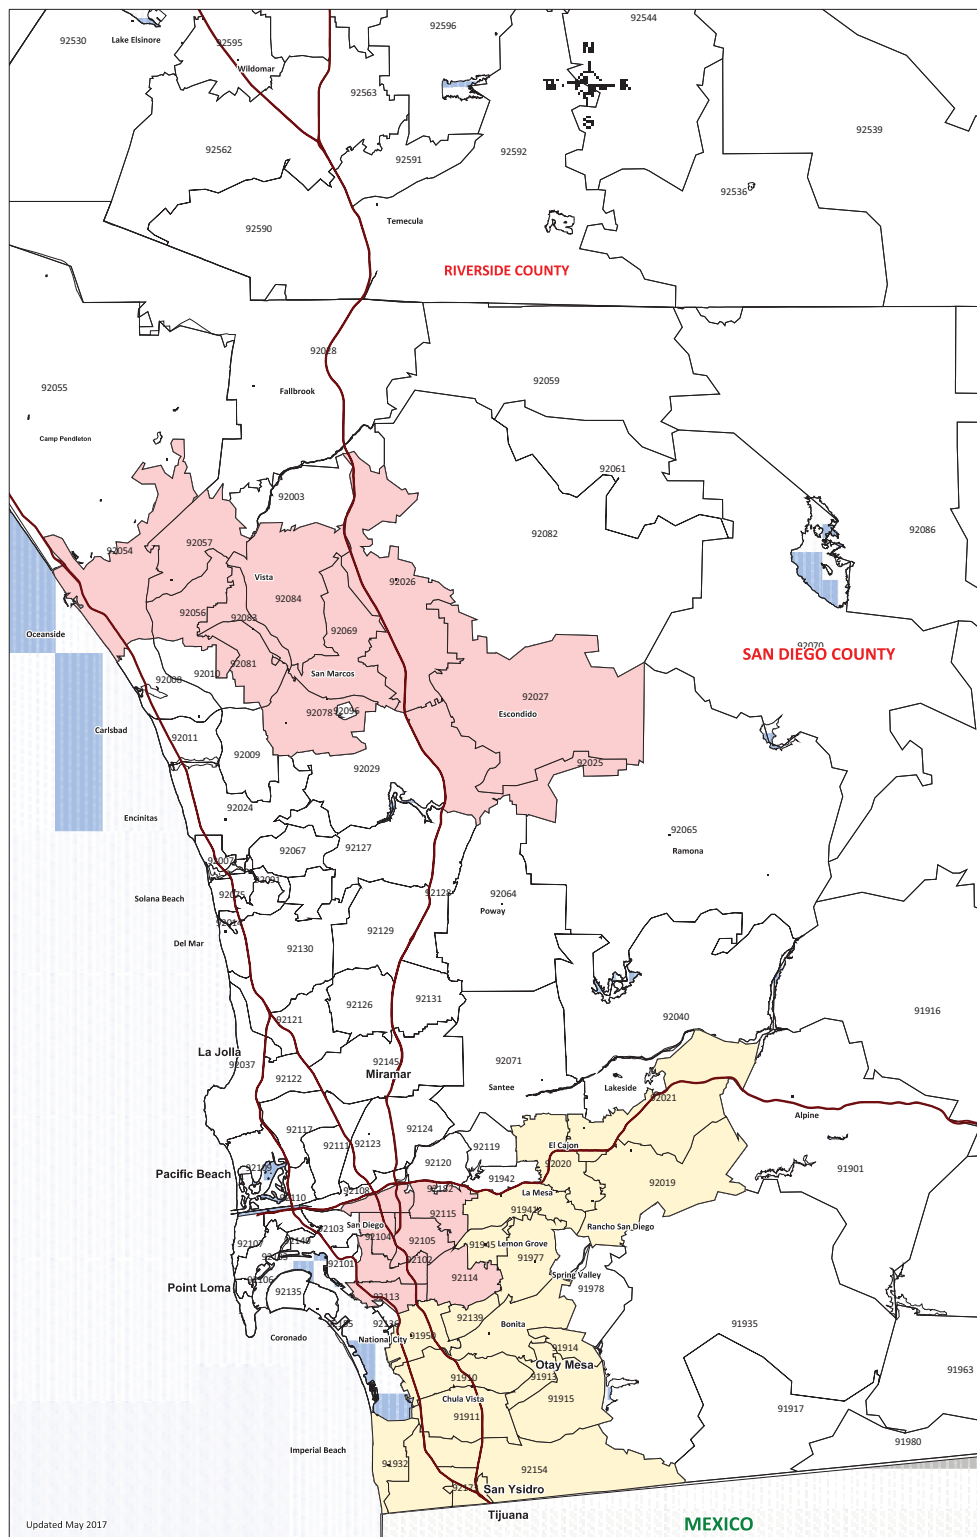 92544
92596
92530
Lake Elsinore
92595
N
Wildomar
E
92563
92539
92562
92592
92591
S
92536
Temecula
92590
RIVERSIDE COUNTY
92028
92059
92055
Fallbrook
Camp Pendleton
92061
92003
92086
92082
92057
92054
Vista
92026
92084
92056
92083
92069
Oceanside
92070
SAN DIEGO COUNTY
92081
92010
San Marcos
92008
92027
92078
92096
Escondido
Carlsbad
92011
92009
92025
92029
92024
Encinitas
92065
92067
92127
Ramona
92007
92091
92128
92064
92075
Solana Beach
Poway
92014
92129
Del Mar
92130
92131
92126
91916
92121
92040
La Jolla
92037
92145
92071
Miramar
92122
Santee
Lakeside
92021
Alpine
92117
92124
92111
92123
92119
El Cajon
92120
92020
92109
91901
Pacific Beach
91942
92019
92182
92108
La Mesa
92110
91941
92115
San Diego
Rancho San Diego
92103
92104
92105
92107
92140
91945
Lemon Grove
91977
92102
92101
92106
92114
Spring Valley
Point Loma
91978
92135
92113
92139
92136
Bonita
91935
Coronado
National City
91950
91914
Otay Mesa
91963
91910
91913
Chula Vista
91915
91917
91911
91980
Imperial Beach
91932
92154
San Ysidro
Tijuana
MEXICO
Updated May 2017